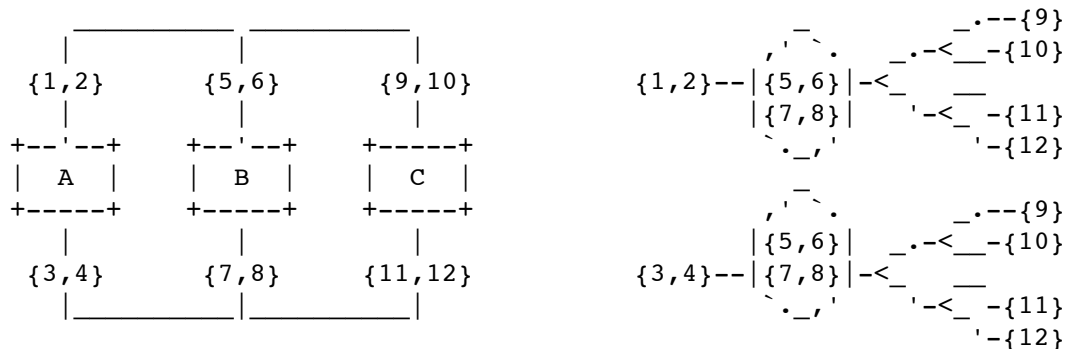 {9}
{1,2} {5,6} {9,10} {1,2} {5,6} {10}
{7,8} {11}
{12}
A B C
{9}
{5,6} {10}
{3,4} {7,8} {11,12} {3,4} {7,8}
{11}
{12}